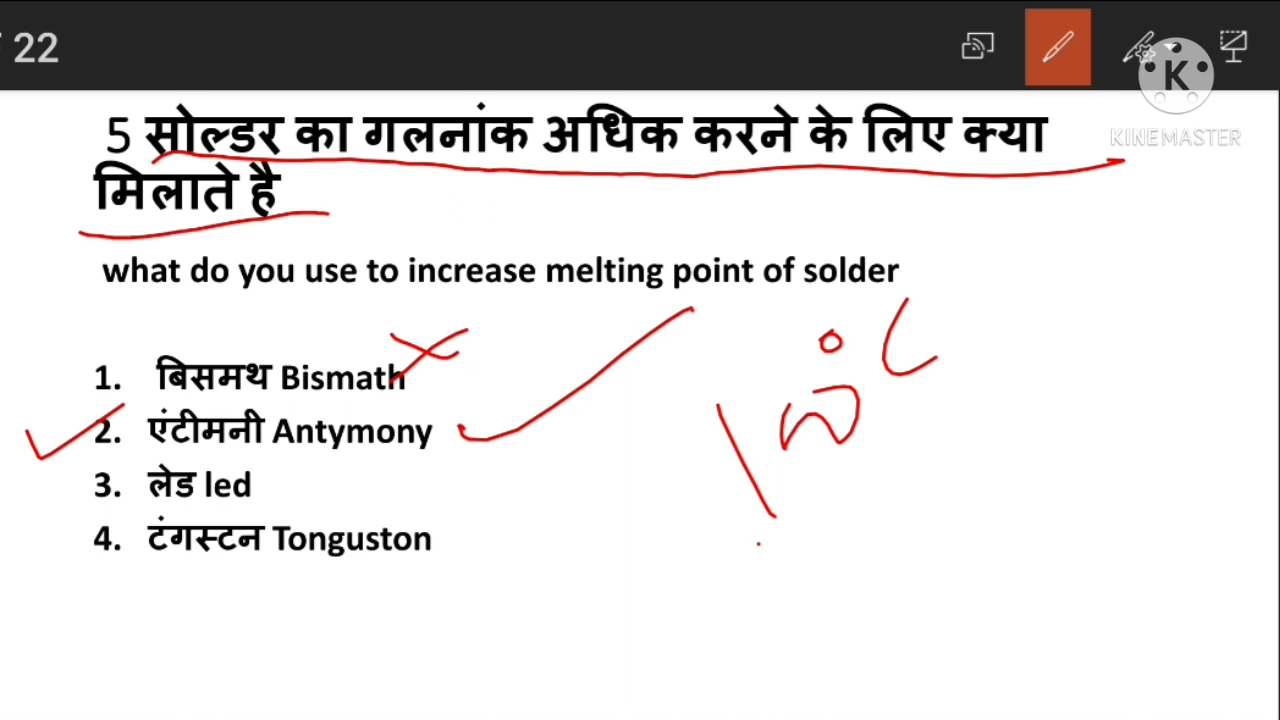 22
K
KINEMASTER
5 सोल्डर का गलनांक अधिक करने के लिए क्या
मिलाते है
what do you use to increase melting point of solder
1. बिसमथ Bismath
2. एंटीमनी Antymony
3. लेड led
4. टंगस्टन Tonguston